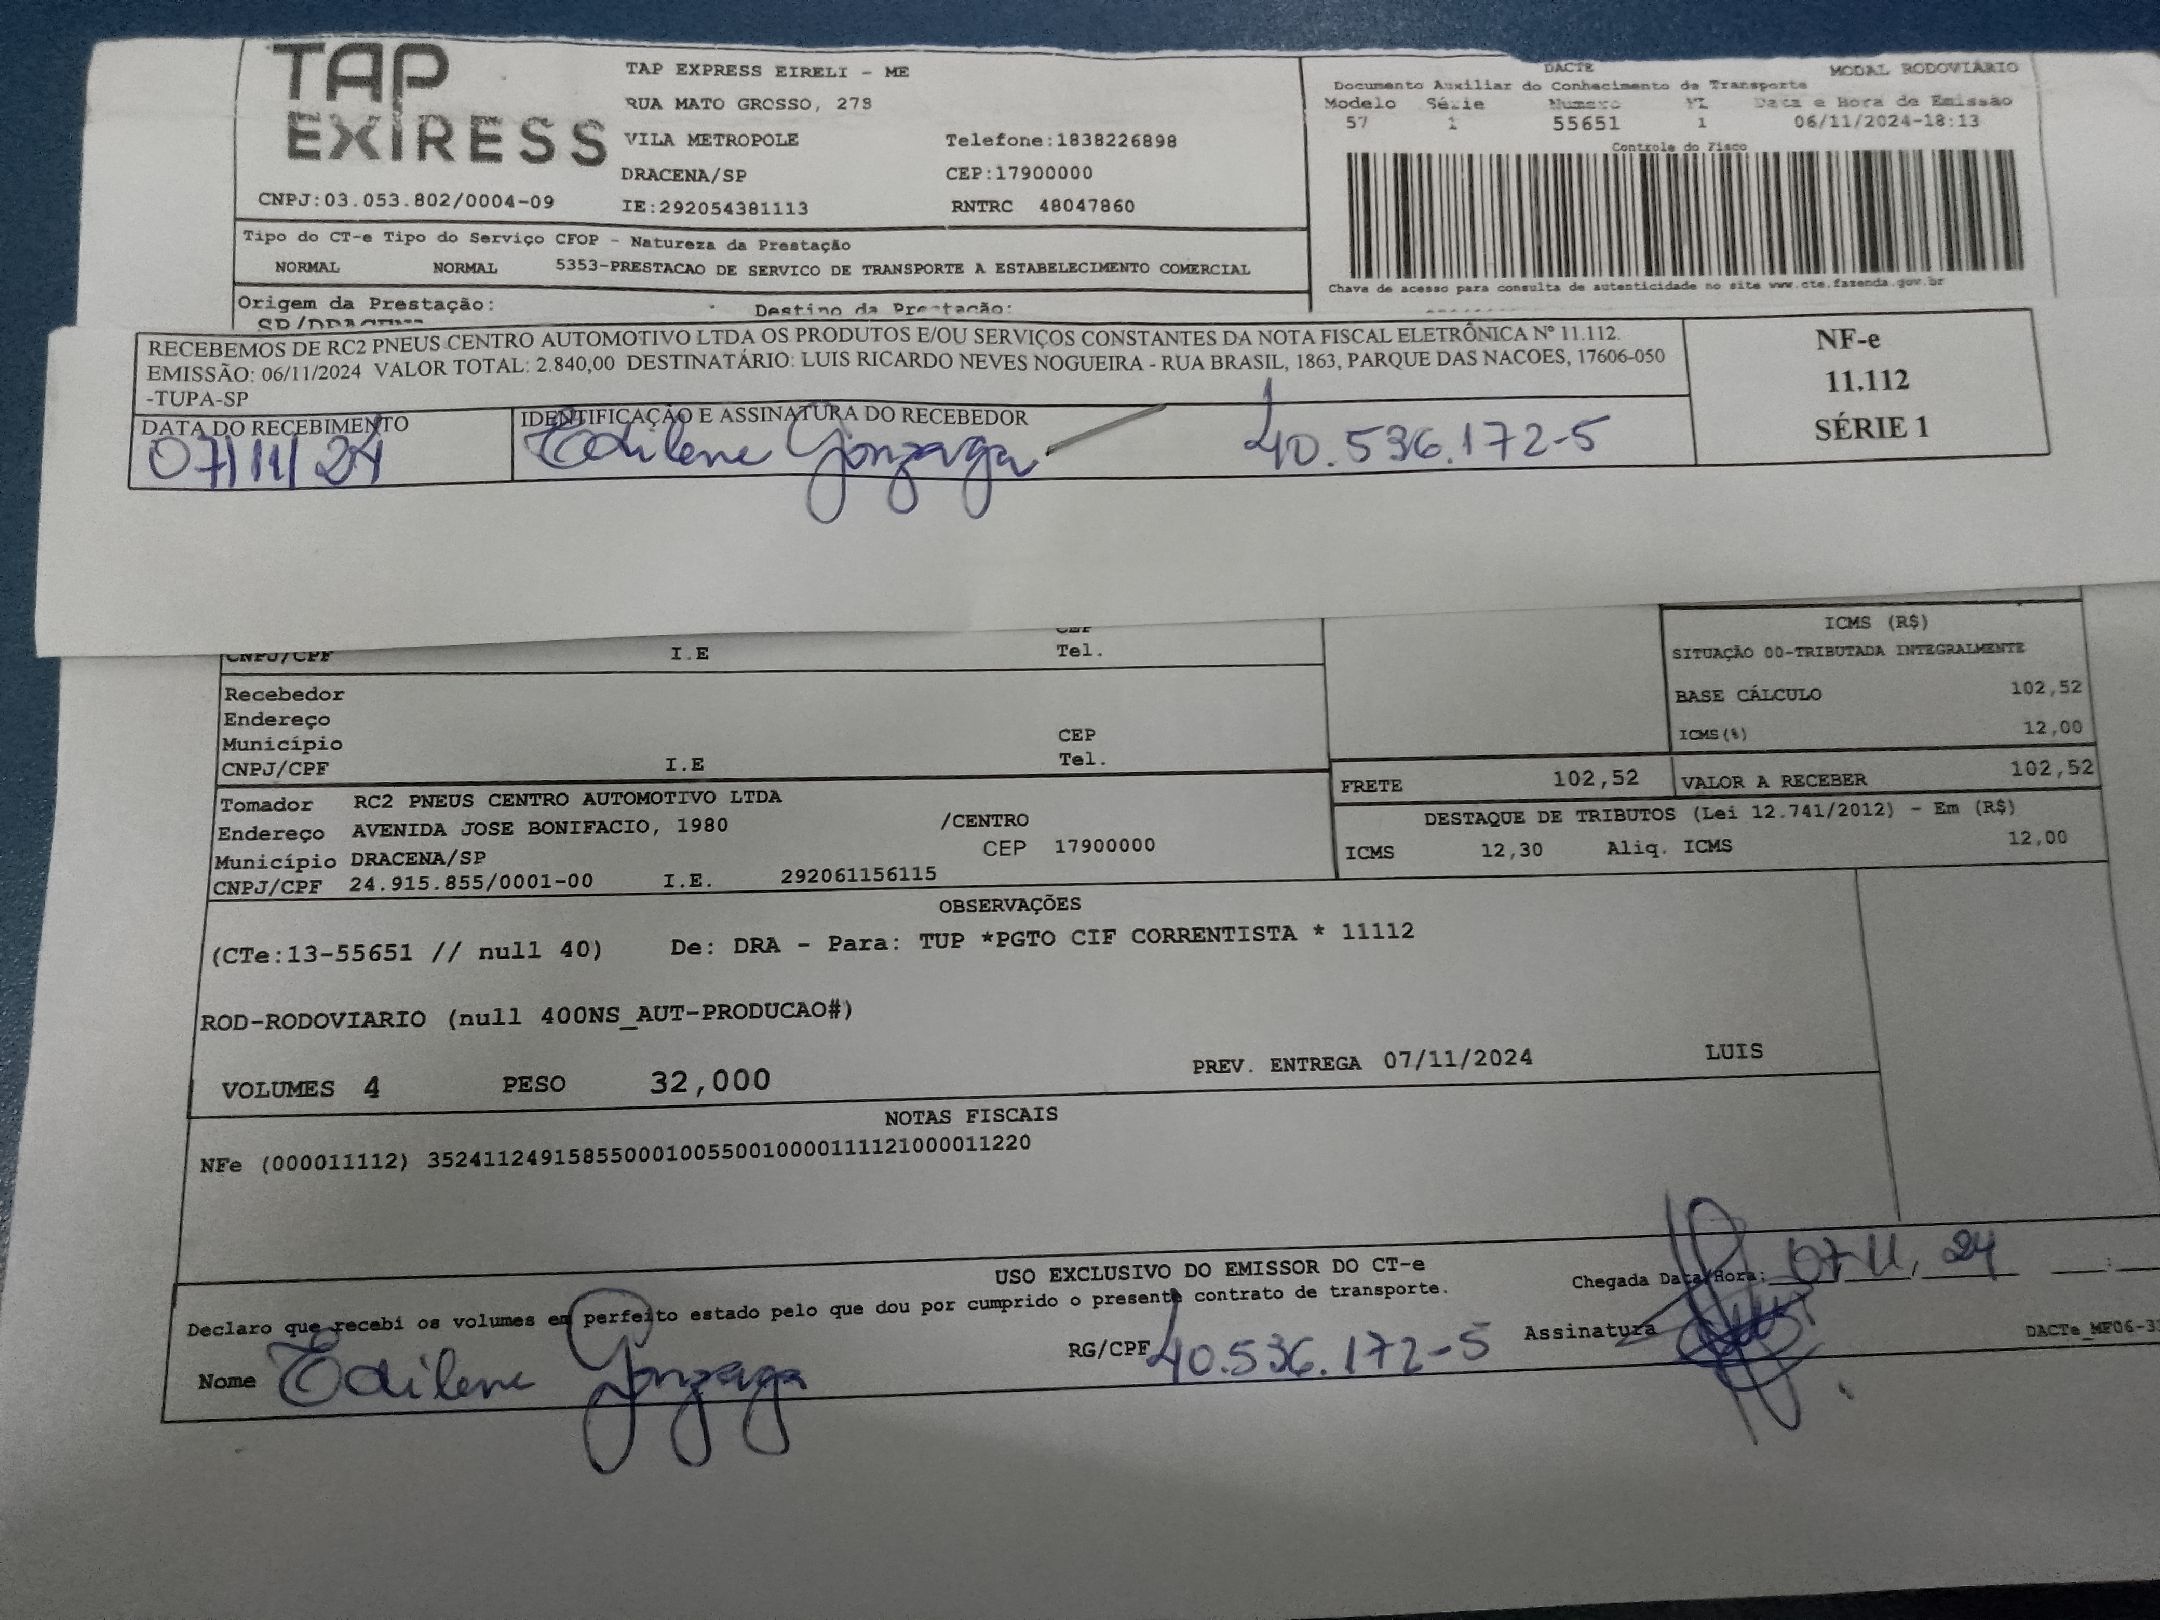 TAP
EXPRESS
CNPJ:03.053.802/0004-09
TAP EXPRESS EIRELI - ME
RUA MATO GROSSO, 273
VILA METROPOLE Telefone:1838226898
DRACENA/SP CEP:17900000
IE:292054381113 RNTRC 48047860
DACTE MODAL RODOVIÁRIO
Documento Auxiliar do Conhecimento de Transporte
Modelo Série Numero FL Data e Hora de Emissão
57 1 55651 1 06/11/2024-18:13
Controle do Fisco
Chave de acesso para consulta de autenticidade no site www.cte.fazenda.gov.br
Tipo do CT-e Tipo do Serviço CFOP - Natureza da Prestação
NORMAL NORMAL 5353-PRESTACAO DE SERVICO DE TRANSPORTE A ESTABELECIMENTO COMERCIAL
Origem da Prestação: Destino da Prestação:
RECEBEMOS DE RC2 PNEUS CENTRO AUTOMOTIVO LTDA OS PRODUTOS E/OU SERVIÇOS CONSTANTES DA NOTA FISCAL ELETRÔNICA Nº 11.112.
EMISSÃO: 06/11/2024 VALOR TOTAL: 2.840,00 DESTINATÁRIO: LUIS RICARDO NEVES NOGUEIRA - RUA BRASIL, 1863, PARQUE DAS NACOES, 17606-050
-TUPA-SP
NF-e
11.112
SÉRIE 1
DATA DO RECEBIMENTO IDENTIFICAÇÃO E ASSINATURA DO RECEBEDOR
07/11/24 Edilene Gonzaga 40.536.172-5
CEP
CNPJ/CPF I.E Tel.
Recebedor
Endereço
Município CEP
CNPJ/CPF I.E Tel.
ICMS (R$)
SITUAÇÃO 00-TRIBUTADA INTEGRALMENTE
BASE CÁLCULO 102,52
ICMS(%) 12,00
FRETE 102,52 VALOR A RECEBER 102,52
Tomador RC2 PNEUS CENTRO AUTOMOTIVO LTDA
Endereço AVENIDA JOSE BONIFACIO, 1980 /CENTRO
Município DRACENA/SP CEP 17900000
CNPJ/CPF 24.915.855/0001-00 I.E. 292061156115
DESTAQUE DE TRIBUTOS (Lei 12.741/2012) - Em (R$)
ICMS 12,30 Aliq. ICMS 12,00
OBSERVAÇÕES
(CTe:13-55651 // null 40) De: DRA - Para: TUP *PGTO CIF CORRENTISTA * 11112
ROD-RODOVIARIO (null 400NS_AUT-PRODUCAO#)
VOLUMES 4 PESO 32,000 PREV. ENTREGA 07/11/2024 LUIS
NOTAS FISCAIS
NFe (000011112) 35241124915855000100550010000111121000011220
USO EXCLUSIVO DO EMISSOR DO CT-e
Declaro que recebi os volumes em perfeito estado pelo que dou por cumprido o presente contrato de transporte.
Chegada Data/Hora: 07/11/24 :
Nome Edilene Gonzaga RG/CPF 40.536.172-5 Assinatura